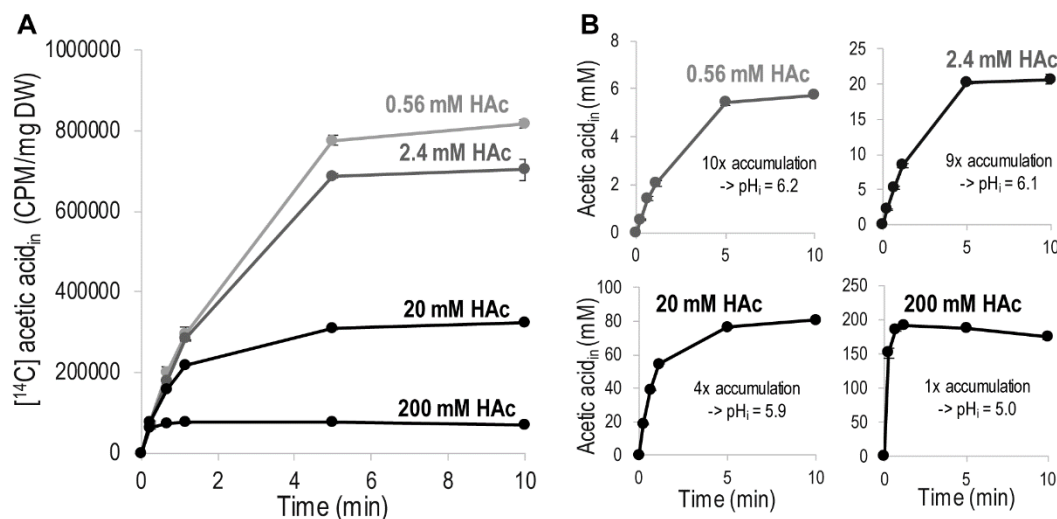 A
[¹⁴C] acetic acidᵢₙ (CPM/mg DW)
1000000
800000
600000
400000
200000
0
0.56 mM HAc
2.4 mM HAc
20 mM HAc
200 mM HAc
0 2 4 6 8 10
Time (min)
B
Acetic acidᵢₙ (mM)
8
6
4
2
0
0.56 mM HAc
10x accumulation
-> pHᵢ = 6.2
0 5 10
25
20
15
10
5
0
2.4 mM HAc
9x accumulation
-> pHᵢ = 6.1
0 5 10
Acetic acidᵢₙ (mM)
80
60
40
20
0
20 mM HAc
4x accumulation
-> pHᵢ = 5.9
0 5 10
Time (min)
250
200
150
100
50
0
200 mM HAc
1x accumulation
-> pHᵢ = 5.0
0 5 10
Time (min)